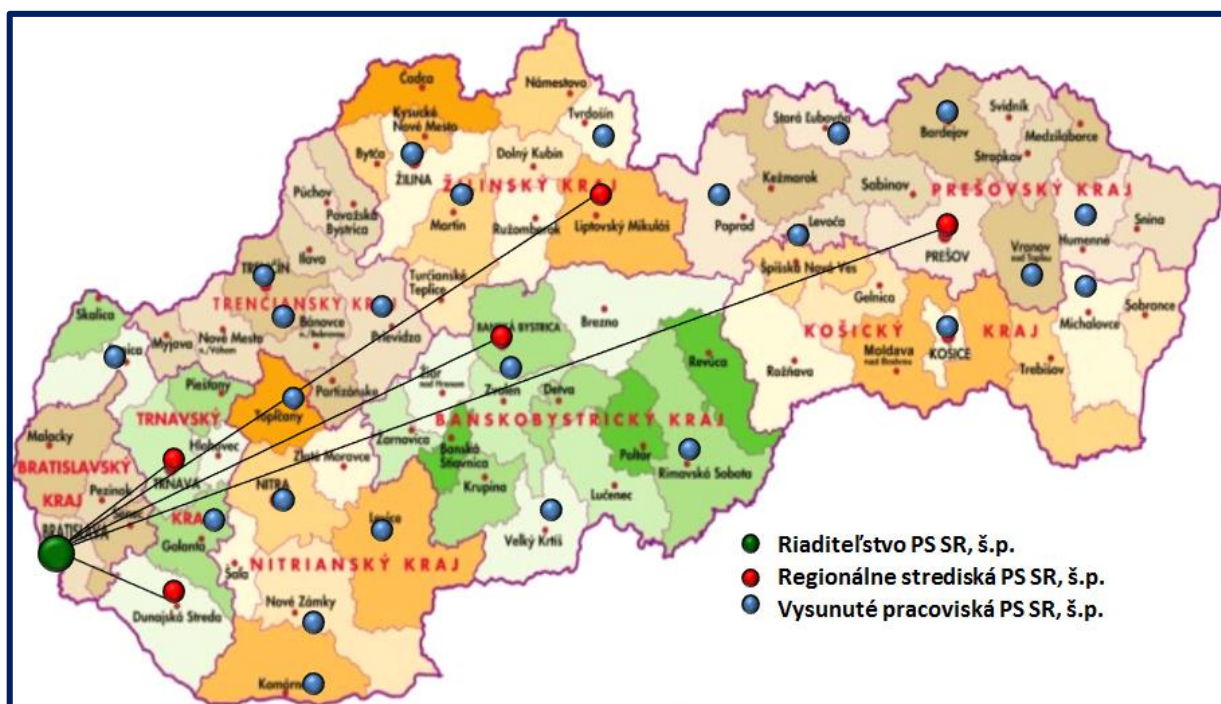 Čadca
Námestovo
Tvrdošín
Kysucké
Nové Mesto
Stará Ľubovňa
Bardejov
Svidník
Medzilaborce
Stropkov
Bytča
ŽILINA
Dolný Kubín
Kežmarok
Sabinov
Púchov
Považská
Bystrica
ŽILINSKÝ KRAJ
PREŠOVSKÝ KRAJ
Martin
Ružomberok
Liptovský Mikuláš
Poprad
Levoča
PREŠOV
Vranov
nad Topľou
Humenné
Snina
Ilava
TRENČÍN
Turčianske
Teplice
Spišská Nová Ves
Gelnica
TRENČIANSKY KRAJ
Skalica
Myjava
Nové Mesto
n./Váhom
Bánovce
n./Bebravou
Prievidza
BANSKÁ BYSTRICA
Brezno
KOŠICKÝ KRAJ
Michalovce
Sobrance
KOŠICE
Moldava
nad Bodvou
Trebišov
Rožňava
Revúca
Piešťany
Partizánske
Žiar
nad Hronom
Zvolen
Detva
Topľčany
TRNAVSKÝ
KRAJ
BANSKOBYSTRICKÝ KRAJ
Malacky
Hlohovec
Zlaté Moravce
Žarnovica
Banská
Štiavnica
Poltár
Rimavská Sobota
BRATISLAVSKÝ
KRAJ
TRNAVA
Pezinok
Senec
NITRA
Krupina
Lučenec
BRATISLAVA
Galanta
Levice
Veľký Krtíš
Šaľa
NITRIANSKÝ KRAJ
Dunajská Streda
Nové Zámky
Komárno
Riaditeľstvo PS SR, š.p.
Regionálne strediská PS SR, š.p.
Vysunuté pracoviská PS SR, š.p.